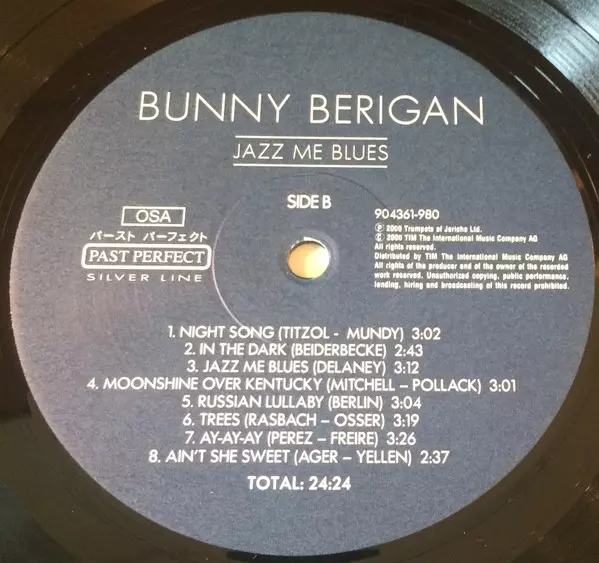 BUNNY BERIGAN
JAZZ ME BLUES
SIDE B
OSA
パースト パーフェクト
PAST PERFECT
SILVER LINE
904361-980
Ⓟ 2000 Trumpets of Jericho Ltd.
© 2000 TIM The International Music Company AG
All rights reserved.
Distributed by TIM The International Music Company AG
All rights of the producer and of the owner of the recorded
work reserved. Unauthorized copying, public performance,
lending, hiring and broadcasting of this record prohibited.
1. NIGHT SONG (TITZOL - MUNDY) 3:02
2. IN THE DARK (BEIDERBECKE) 2:43
3. JAZZ ME BLUES (DELANEY) 3:12
4. MOONSHINE OVER KENTUCKY (MITCHELL – POLLACK) 3:01
5. RUSSIAN LULLABY (BERLIN) 3:04
6. TREES (RASBACH – OSSER) 3:19
7. AY-AY-AY (PEREZ – FREIRE) 3:26
8. AIN'T SHE SWEET (AGER – YELLEN) 2:37
TOTAL: 24:24